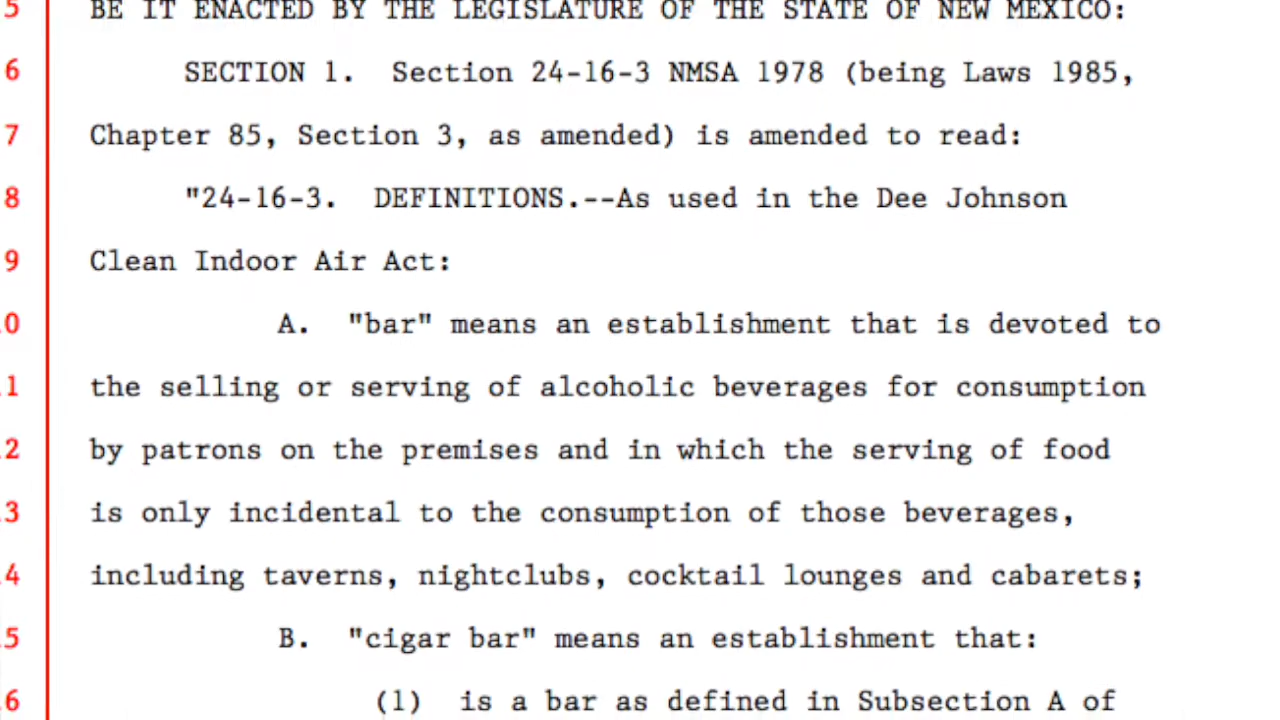 5 BE IT ENACTED BY THE LEGISLATURE OF THE STATE OF NEW MEXICO:
6 SECTION 1. Section 24-16-3 NMSA 1978 (being Laws 1985,
7 Chapter 85, Section 3, as amended) is amended to read:
8 "24-16-3. DEFINITIONS.--As used in the Dee Johnson
9 Clean Indoor Air Act:
0 A. "bar" means an establishment that is devoted to
1 the selling or serving of alcoholic beverages for consumption
2 by patrons on the premises and in which the serving of food
3 is only incidental to the consumption of those beverages,
4 including taverns, nightclubs, cocktail lounges and cabarets;
5 B. "cigar bar" means an establishment that:
6 (1) is a bar as defined in Subsection A of